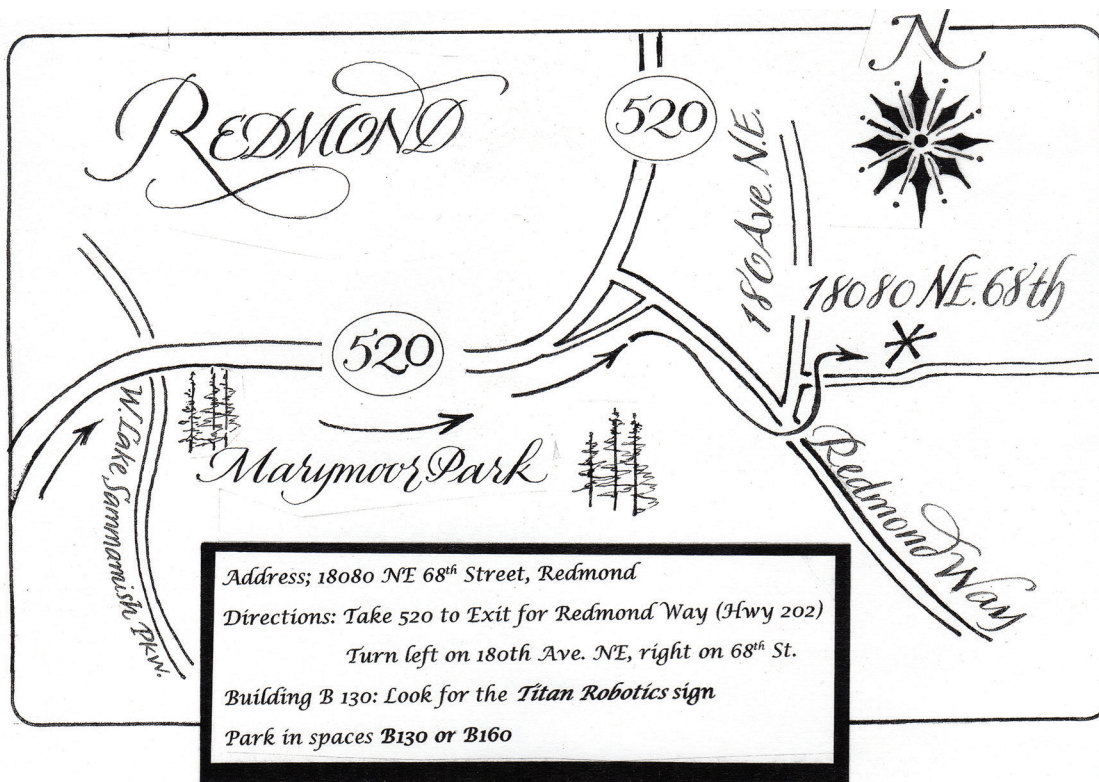 N
REDMOND
520
180 Ave. N.E.
18080 NE. 68th
520
W. Lake Sammamish PKW.
Marymoor Park
Redmond Way
Address; 18080 NE 68th Street, Redmond
Directions: Take 520 to Exit for Redmond Way (Hwy 202)
Turn left on 180th Ave. NE, right on 68th St.
Building B 130: Look for the Titan Robotics sign
Park in spaces B130 or B160